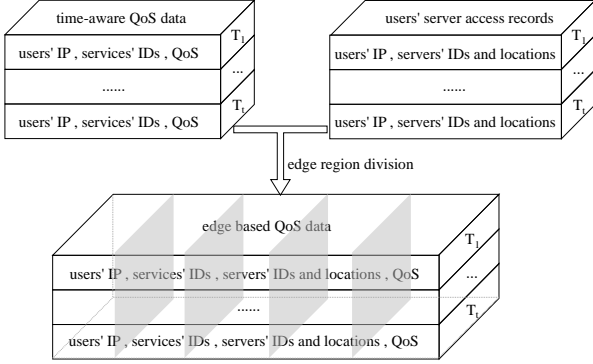 time-aware QoS data
users' IP , services' IDs , QoS
T1
......
...
users' IP , services' IDs , QoS
Tt
users' server access records
users' IP, servers' IDs and locations
T1
......
...
users' IP, servers' IDs and locations
Tt
edge region division
edge based QoS data
T1
users' IP , services' IDs , servers' IDs and locations , QoS
...
......
Tt
users' IP , services' IDs , servers' IDs and locations , QoS